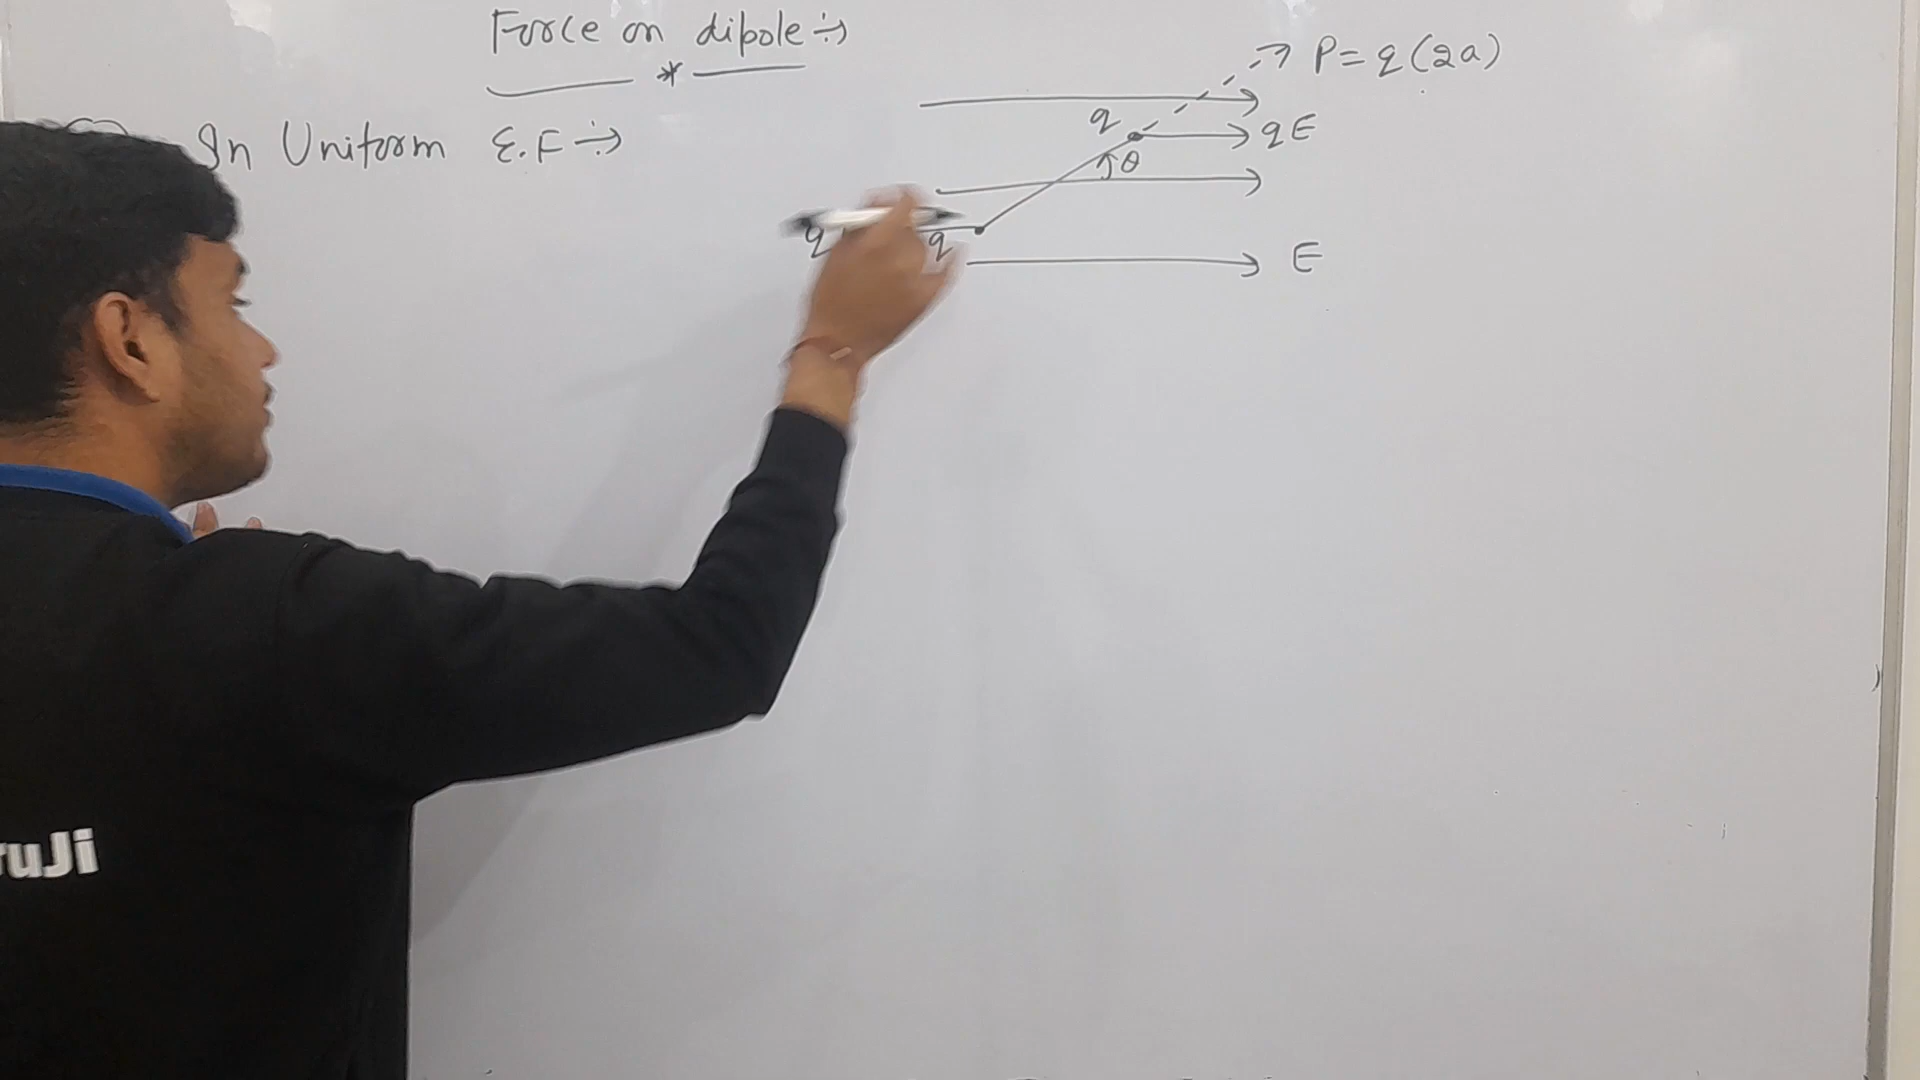 Force on dipole ÷>
*
In Uniform E.F ÷>
P = q(2a)
q
qE
θ
q
q
E
uJi